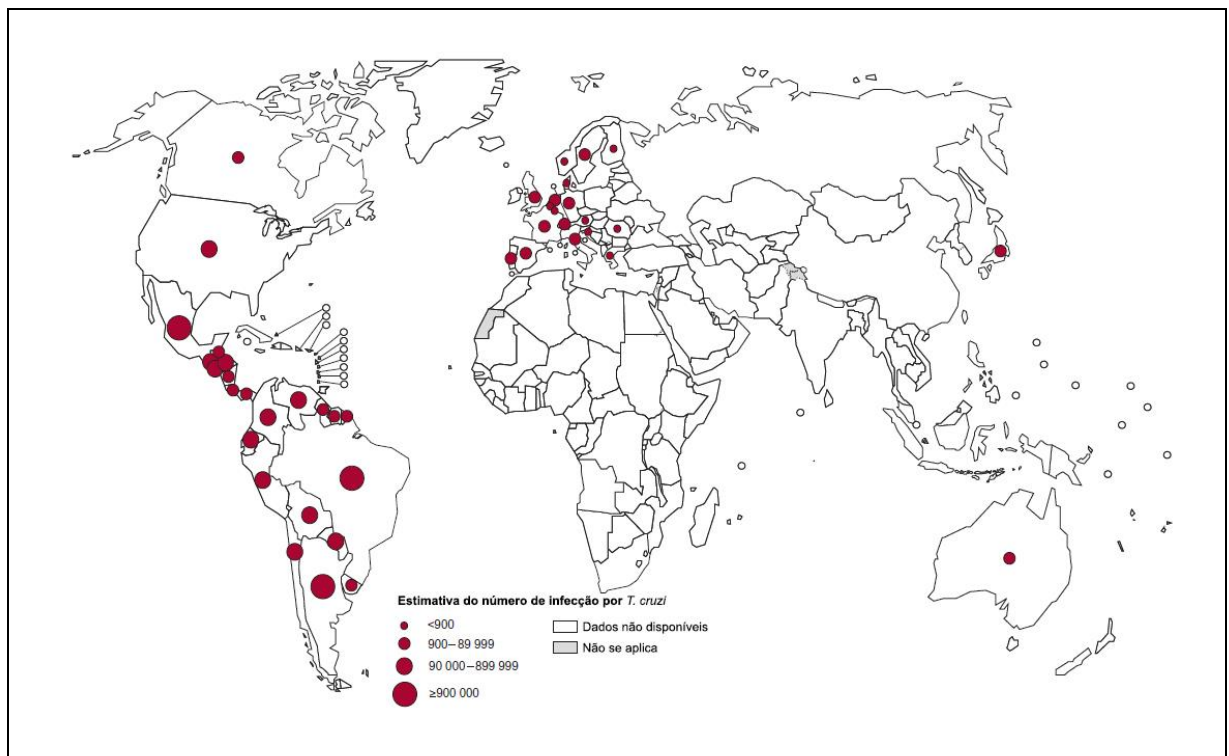 Estimativa do número de infecção por T. cruzi
<900
900–89 999
90 000–899 999
≥900 000
Dados não disponíveis
Não se aplica